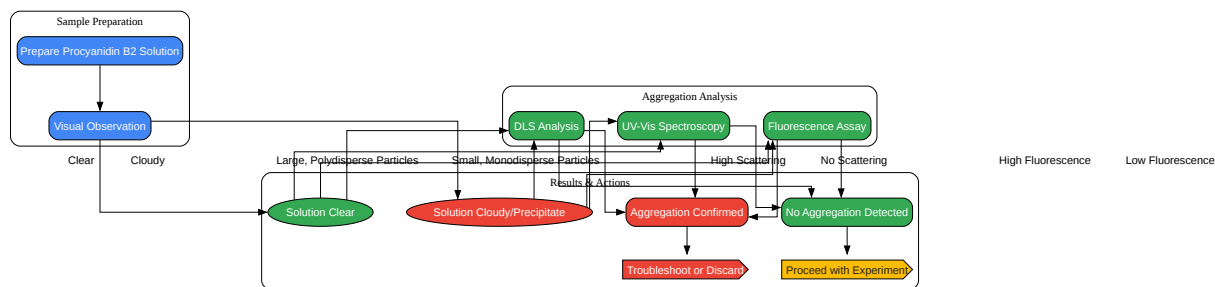 Sample Preparation
Prepare Procyanidin B2 Solution
Aggregation Analysis
Visual Observation
DLS Analysis
UV-Vis Spectroscopy
Fluorescence Assay
Clear
Cloudy
Large, Polydisperse Particles
Small, Monodisperse Particles
High Scattering
No Scattering
High Fluorescence
Low Fluorescence
Results & Actions
Solution Clear
Solution Cloudy/Precipitate
Aggregation Confirmed
No Aggregation Detected
Troubleshoot or Discard
Proceed with Experiment